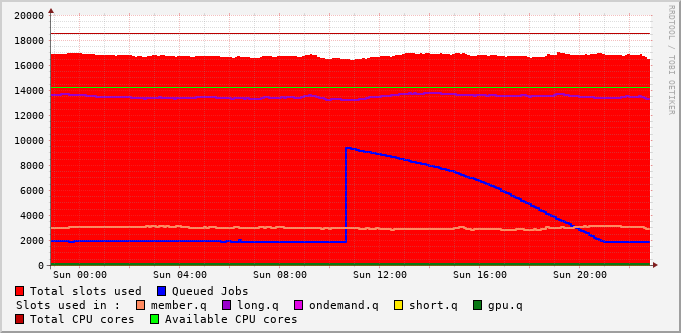 20000
18000
16000
14000
12000
10000
8000
6000
4000
2000
0
Sun 00:00 Sun 04:00 Sun 08:00 Sun 12:00 Sun 16:00 Sun 20:00
RRDTOOL / TOBI OETIKER
Total slots used Queued Jobs
Slots used in : member.q long.q ondemand.q short.q gpu.q
Total CPU cores Available CPU cores